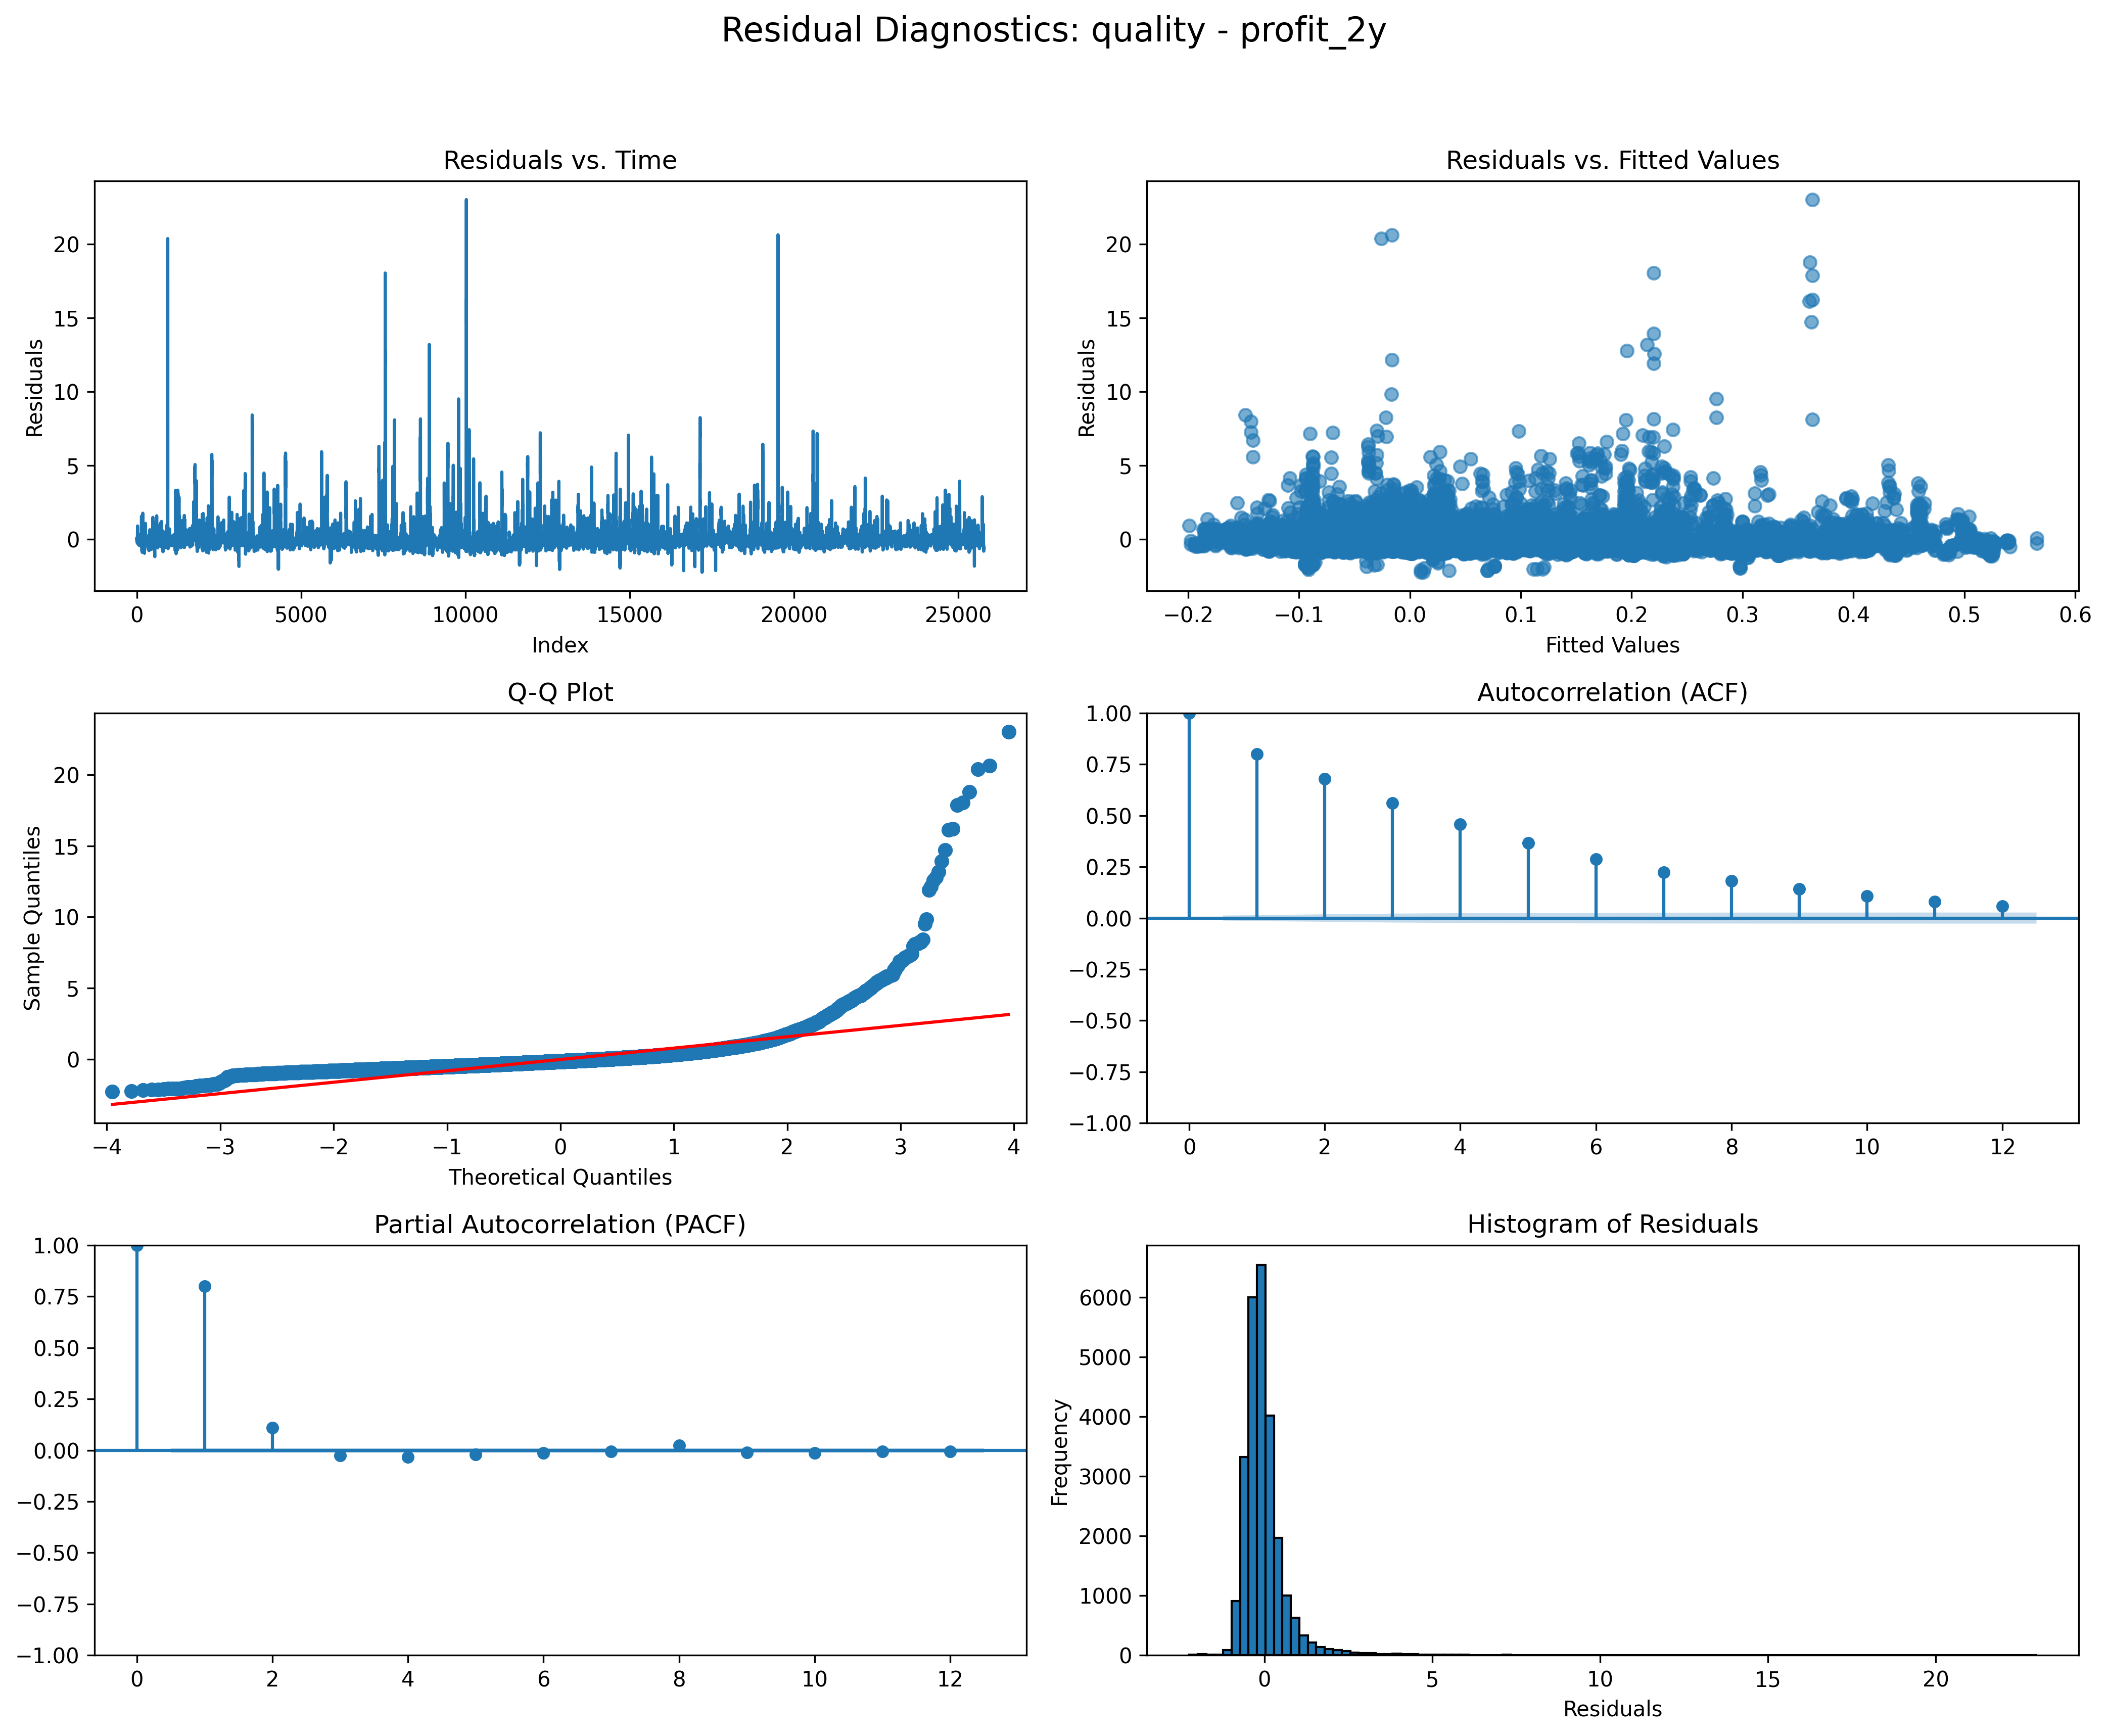 Residual Diagnostics: quality - profit_2y
Residuals vs. Time
Residuals
20
15
10
5
0
0 5000 10000 15000 20000 25000
Index
Residuals vs. Fitted Values
Residuals
20
15
10
5
0
−0.2 −0.1 0.0 0.1 0.2 0.3 0.4 0.5 0.6
Fitted Values
Q-Q Plot
Sample Quantiles
20
15
10
5
0
−4 −3 −2 −1 0 1 2 3 4
Theoretical Quantiles
Autocorrelation (ACF)
1.00
0.75
0.50
0.25
0.00
−0.25
−0.50
−0.75
−1.00
0 2 4 6 8 10 12
Partial Autocorrelation (PACF)
1.00
0.75
0.50
0.25
0.00
−0.25
−0.50
−0.75
−1.00
0 2 4 6 8 10 12
Histogram of Residuals
Frequency
6000
5000
4000
3000
2000
1000
0
0 5 10 15 20
Residuals